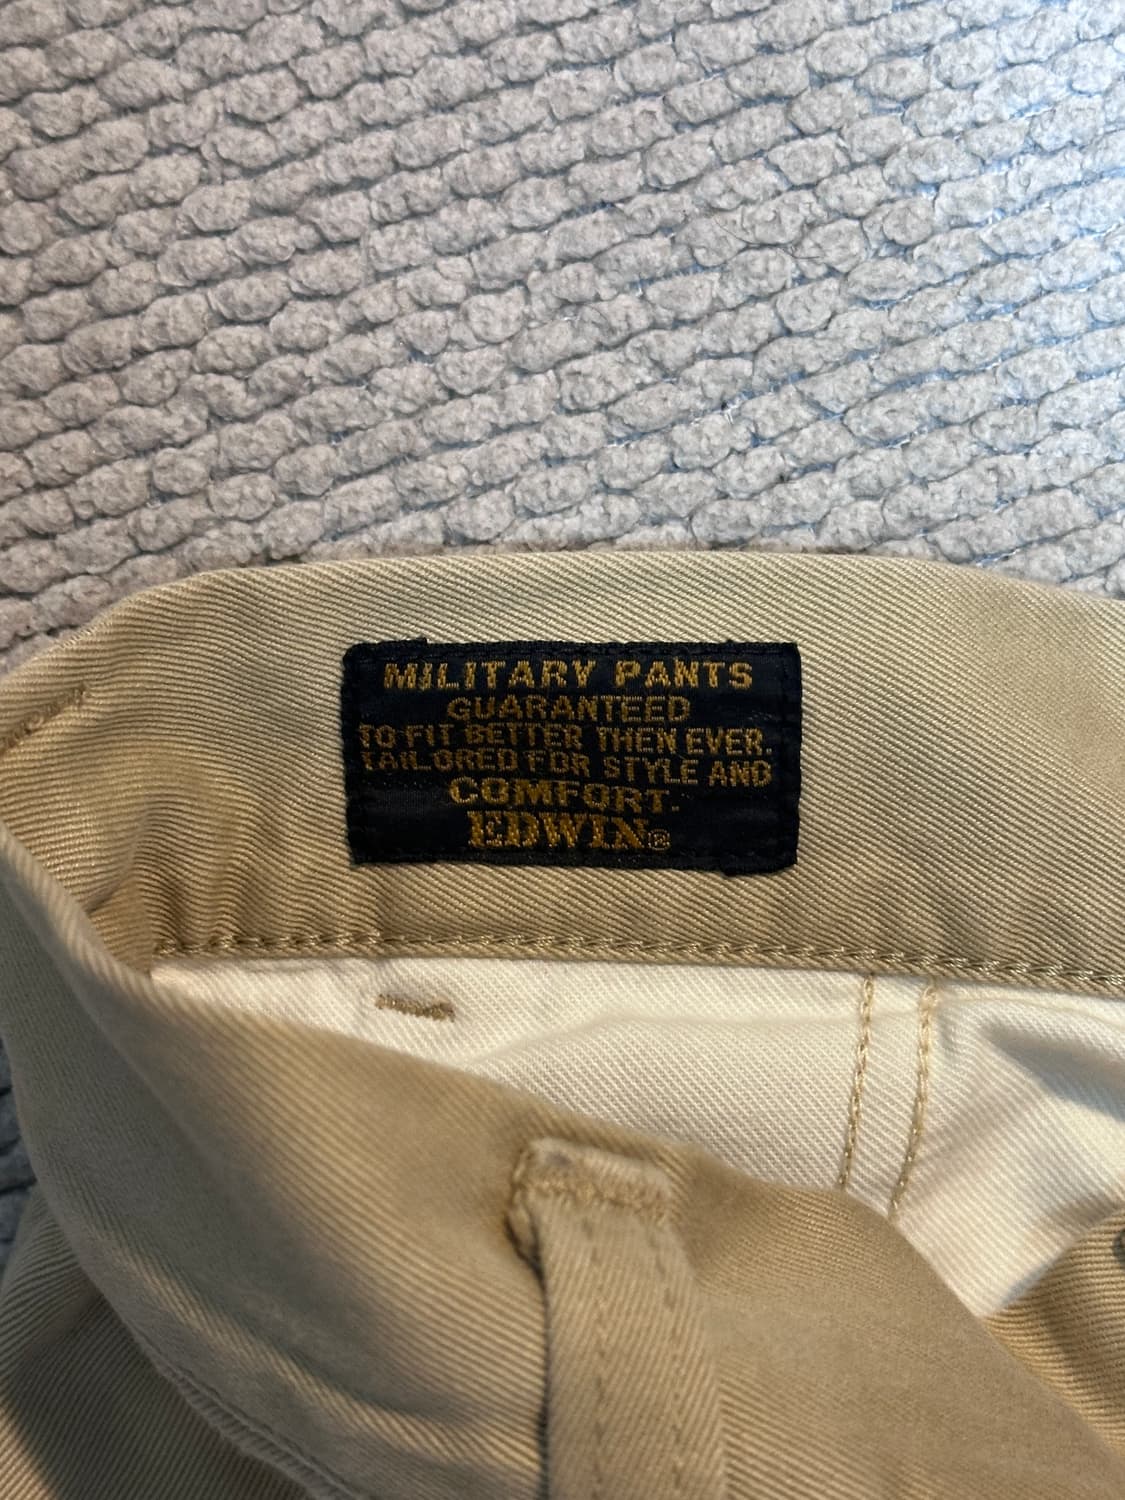 MILITARY PANTS
GUARANTEED
TO FIT BETTER THEN EVER.
TAILORED FOR STYLE AND
COMFORT.
EDWIN®